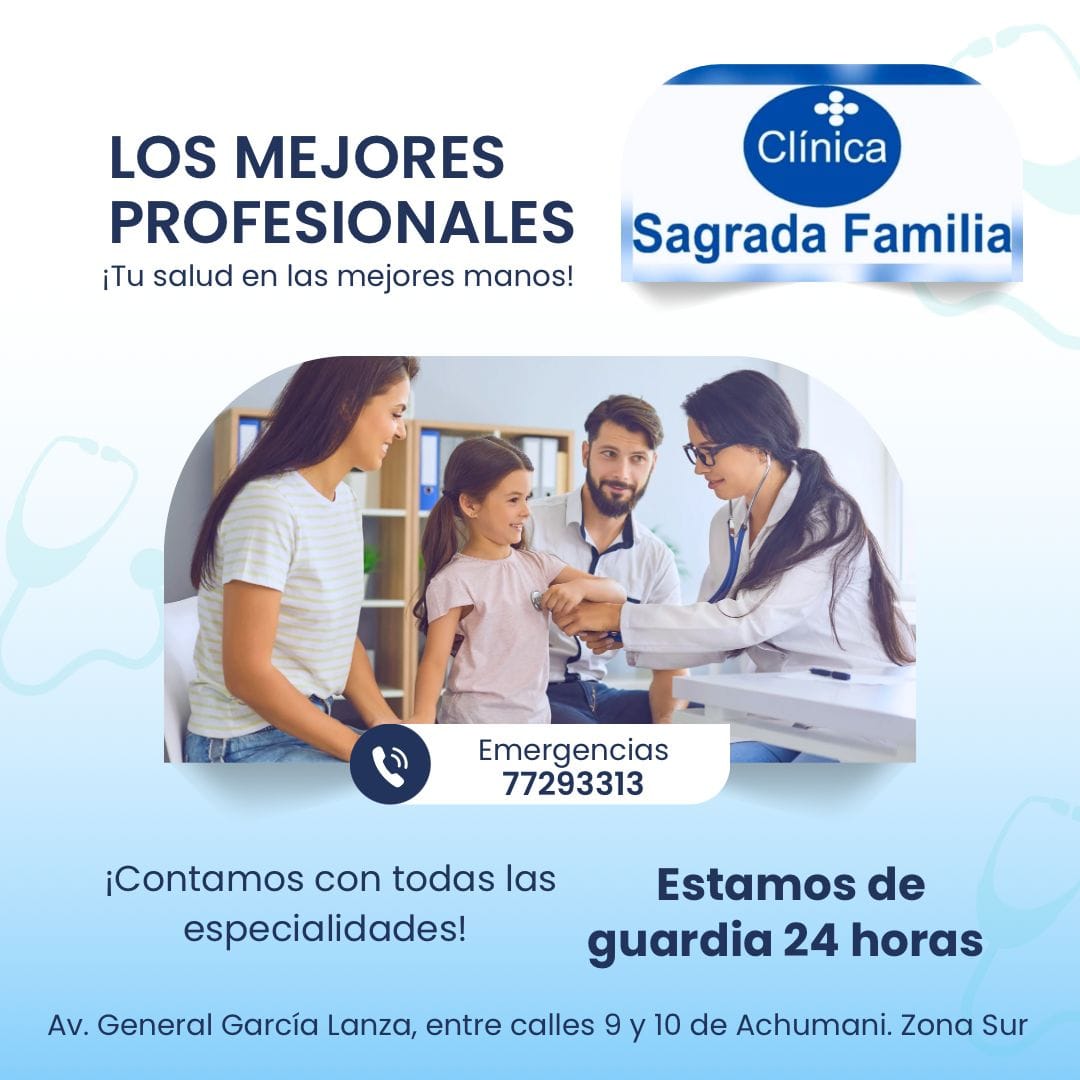 LOS MEJORES
PROFESIONALES
¡Tu salud en las mejores manos!
Clínica
Sagrada Familia
Emergencias
77293313
¡Contamos con todas las
especialidades!
Estamos de
guardia 24 horas
Av. General García Lanza, entre calles 9 y 10 de Achumani. Zona Sur